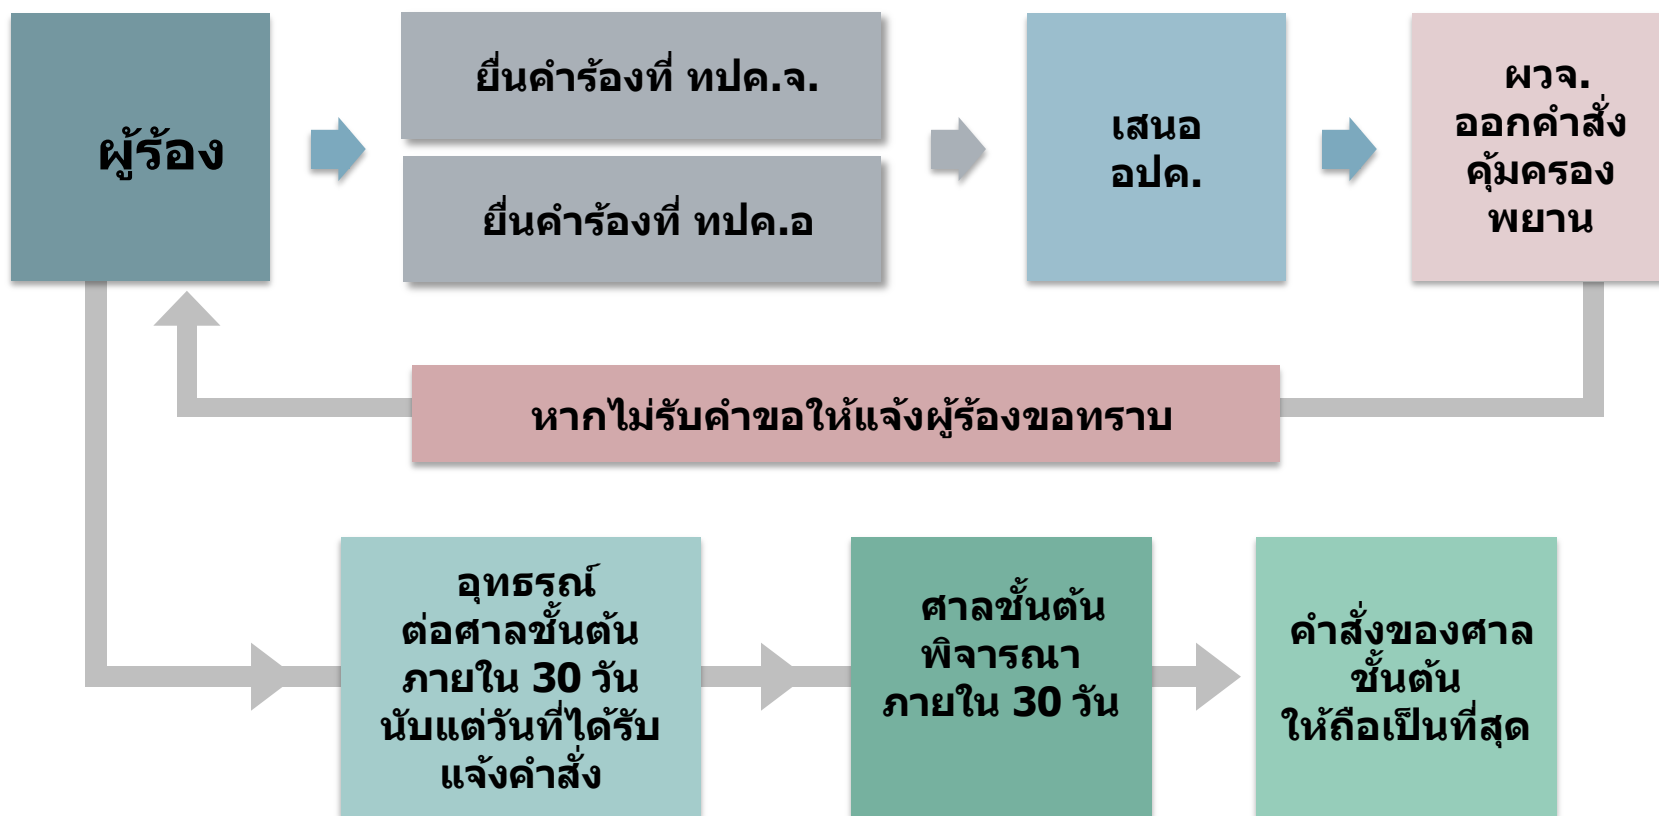 ผู้ร้อง
ยื่นคำร้องที่ ทปค.จ.
ยื่นคำร้องที่ ทปค.อ
เสนอ
อปค.
ผวจ.
ออกคำสั่ง
คุ้มครอง
พยาน
หากไม่รับคำขอให้แจ้งผู้ร้องขอทราบ
อุทธรณ์
ต่อศาลชั้นต้น
ภายใน 30 วัน
นับแต่วันที่ได้รับ
แจ้งคำสั่ง
ศาลชั้นต้น
พิจารณา
ภายใน 30 วัน
คำสั่งของศาล
ชั้นต้น
ให้ถือเป็นที่สุด